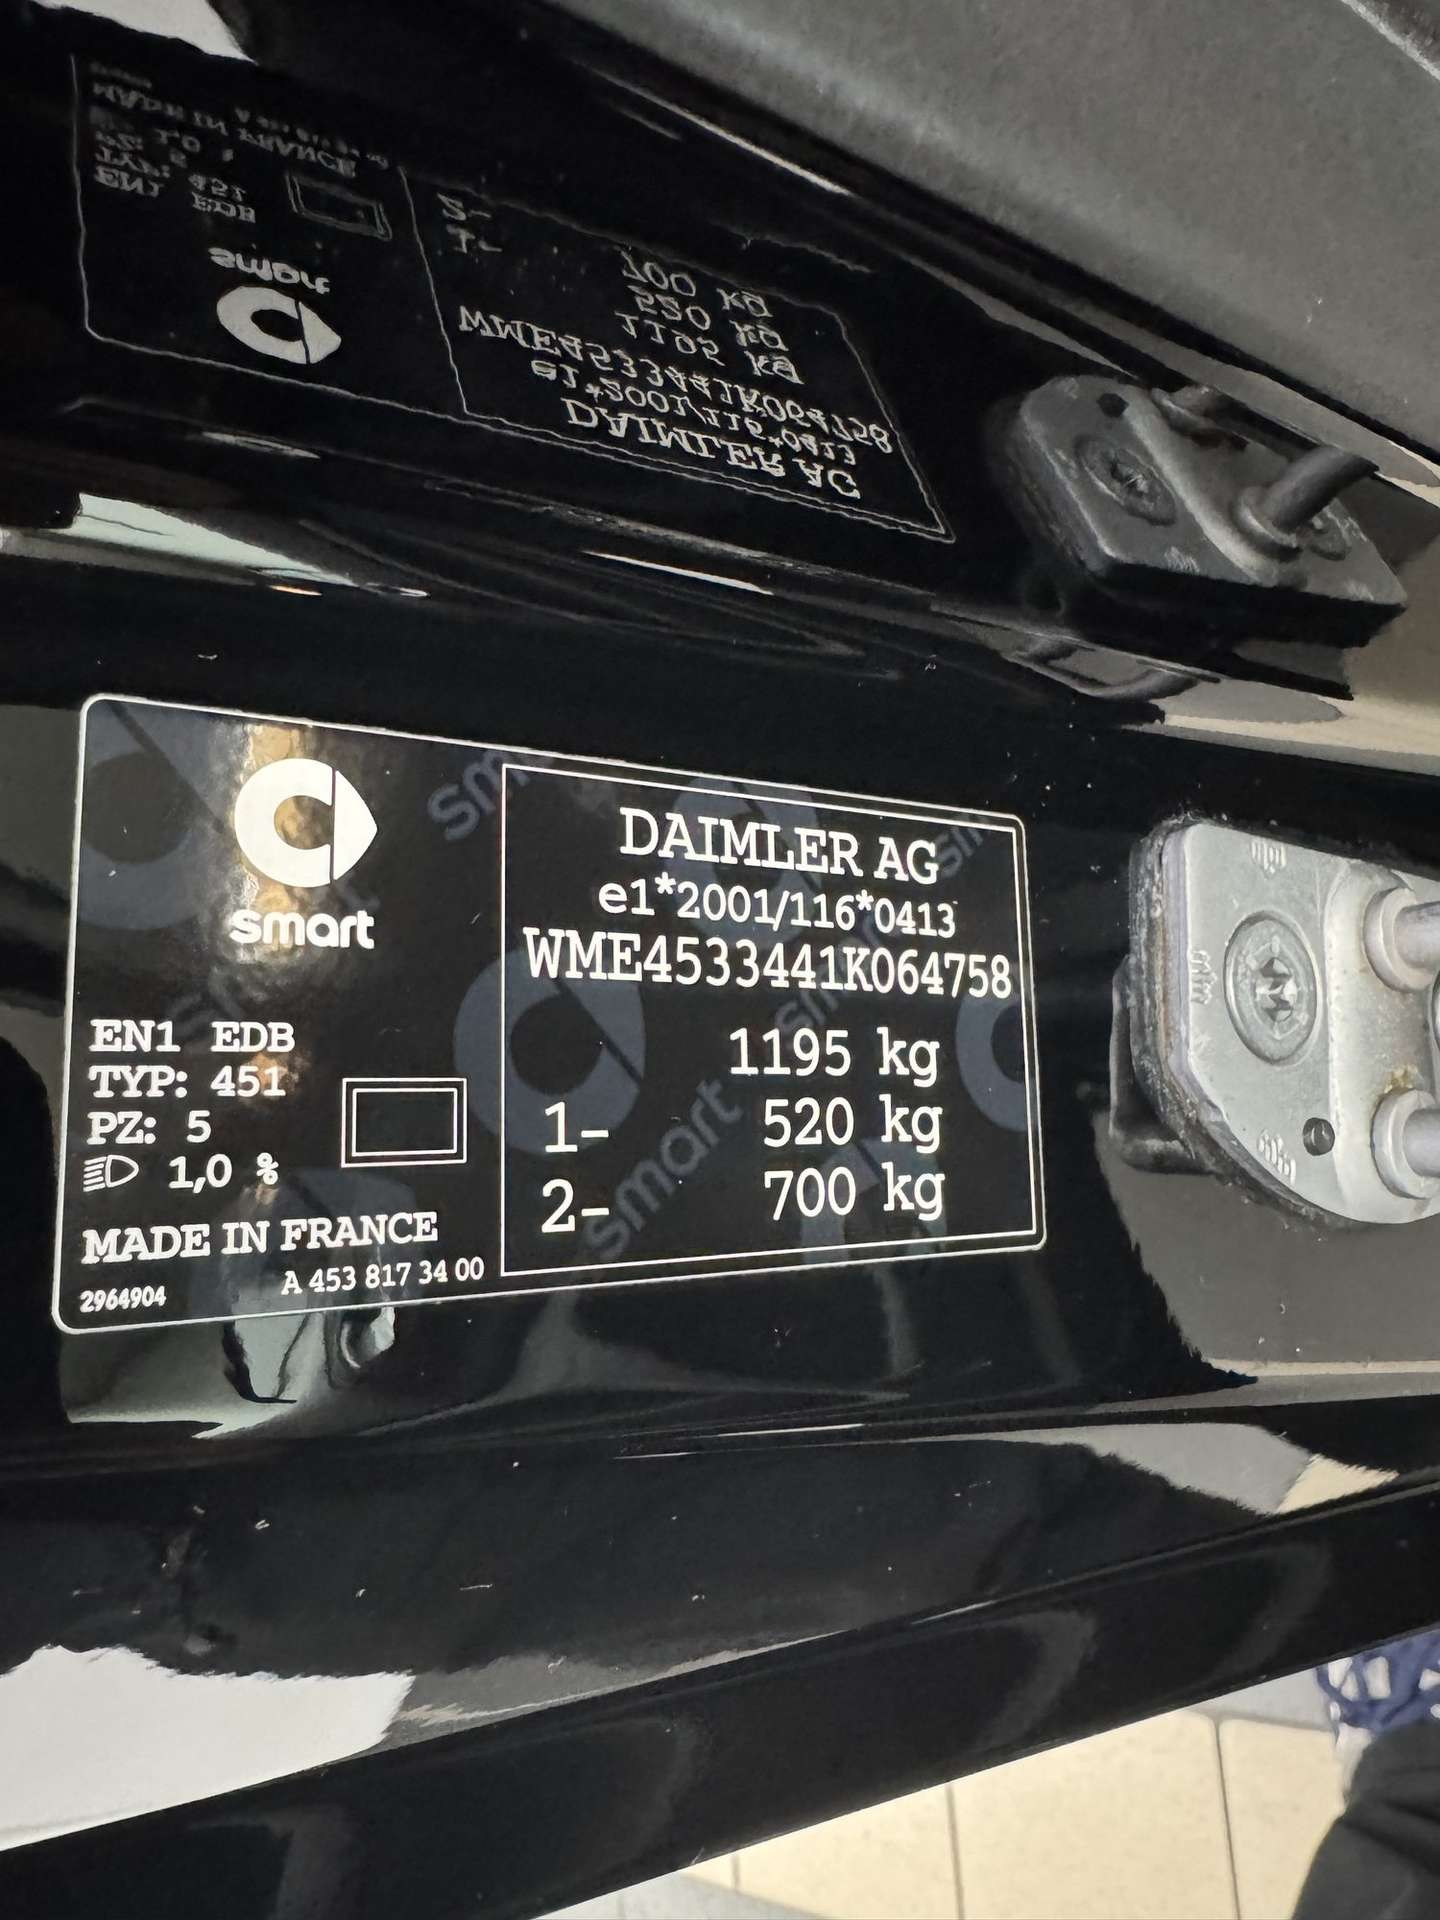 smart
EN1 EDB
TYP: 451
PZ: 5
1,0 %
MADE IN FRANCE
2964904 A 453 817 34 00
DAIMLER AG
e1*2001/116*0413
WME4533441K064758
1195 kg
1- 520 kg
2- 700 kg